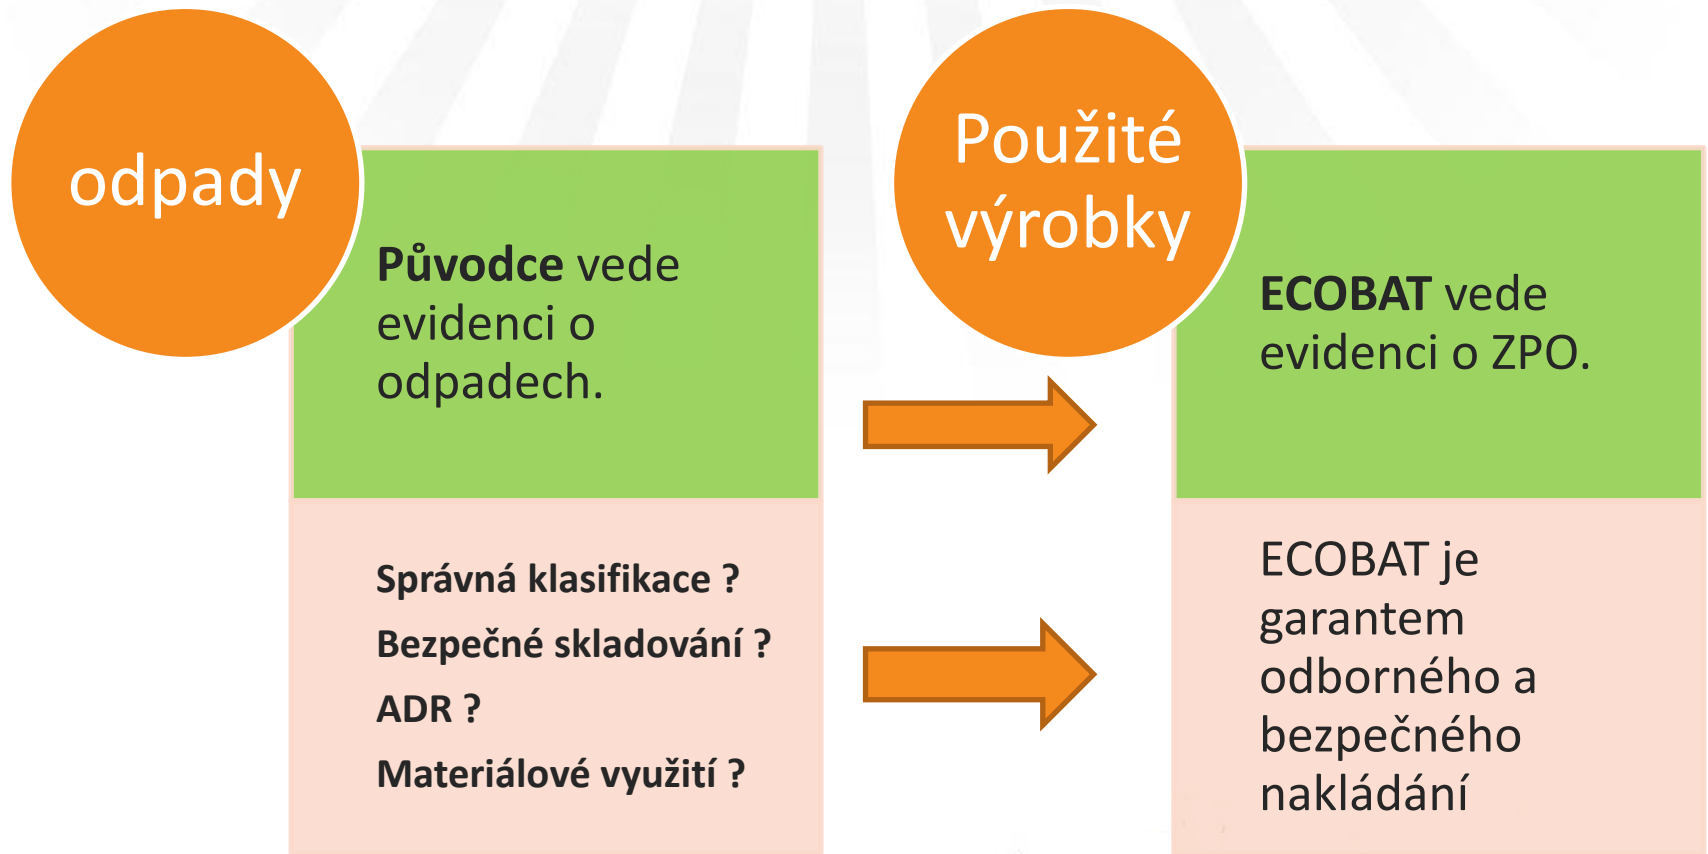 odpady
Původce vede
evidenci o
odpadech.
Správná klasifikace ?
Bezpečné skladování ?
ADR ?
Materiálové využití ?
Použité
výrobky
ECOBAT vede
evidenci o ZPO.
ECOBAT je
garantem
odborného a
bezpečného
nakládání